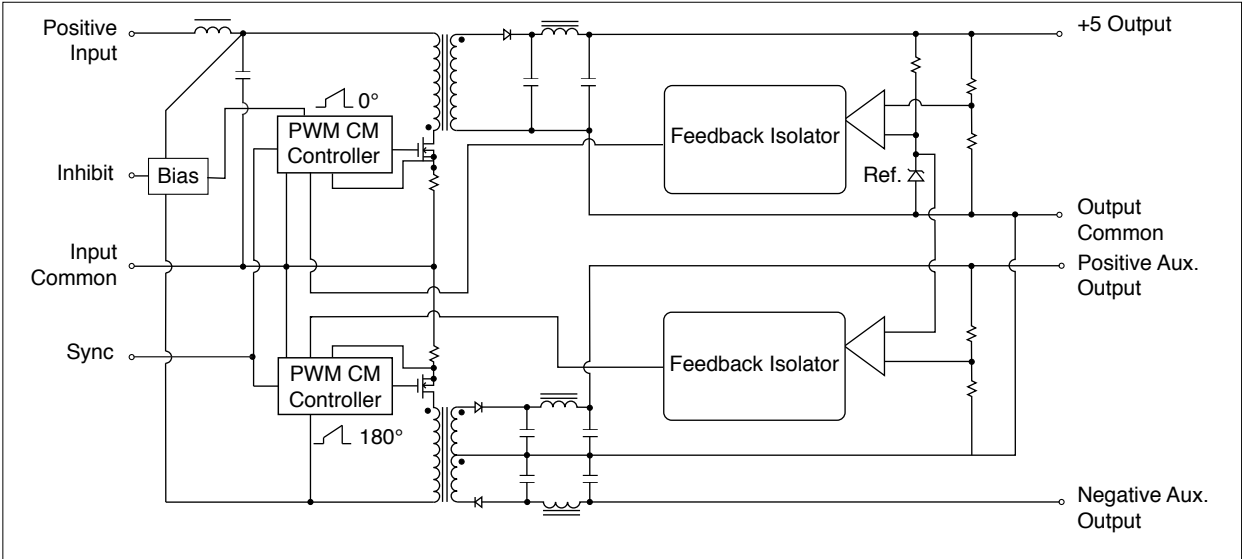 Positive
Input
+5 Output
0°
PWM CM
Controller
Feedback Isolator
Inhibit
Bias
Ref.
Output
Common
Input
Common
Positive Aux.
Output
Sync
PWM CM
Controller
Feedback Isolator
180°
Negative Aux.
Output